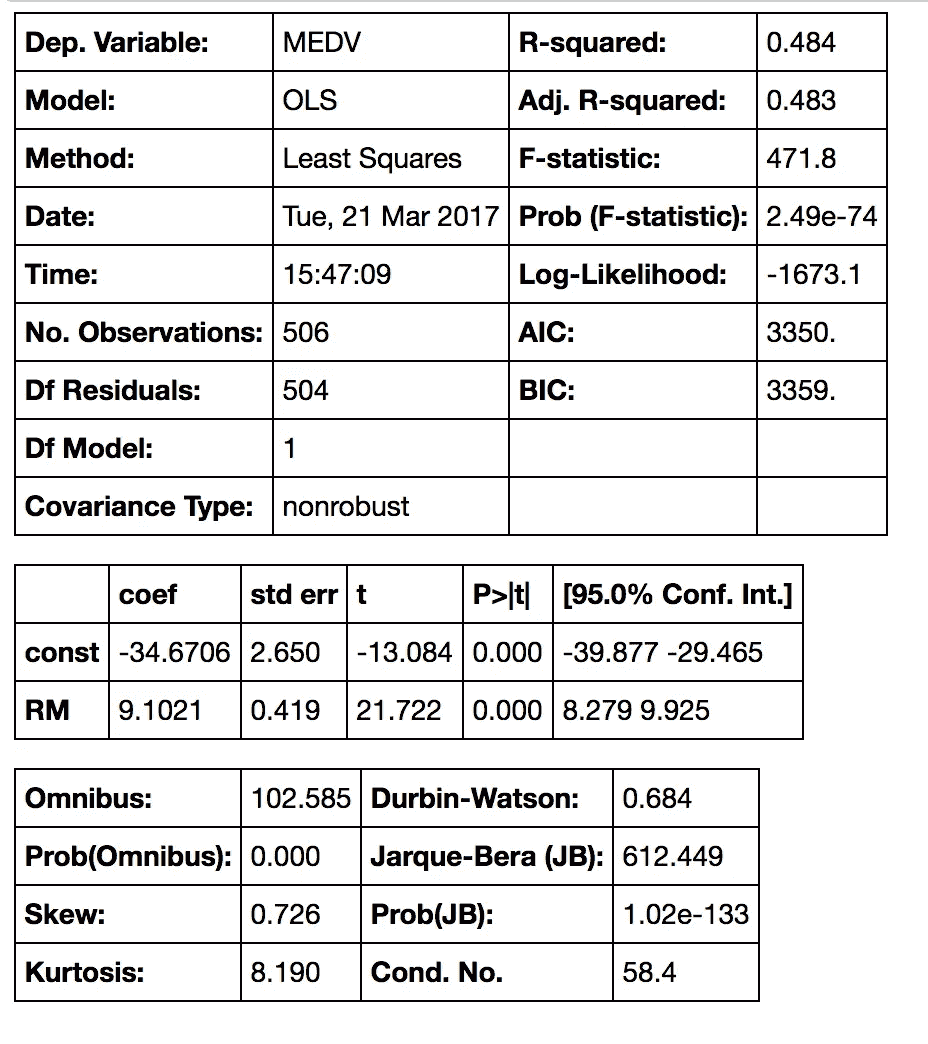 Dep. Variable: MEDV R-squared: 0.484
Model: OLS Adj. R-squared: 0.483
Method: Least Squares F-statistic: 471.8
Date: Tue, 21 Mar 2017 Prob (F-statistic): 2.49e-74
Time: 15:47:09 Log-Likelihood: -1673.1
No. Observations: 506 AIC: 3350.
Df Residuals: 504 BIC: 3359.
Df Model: 1
Covariance Type: nonrobust
coef std err t P>|t| [95.0% Conf. Int.]
const -34.6706 2.650 -13.084 0.000 -39.877 -29.465
RM 9.1021 0.419 21.722 0.000 8.279 9.925
Omnibus: 102.585 Durbin-Watson: 0.684
Prob(Omnibus): 0.000 Jarque-Bera (JB): 612.449
Skew: 0.726 Prob(JB): 1.02e-133
Kurtosis: 8.190 Cond. No. 58.4